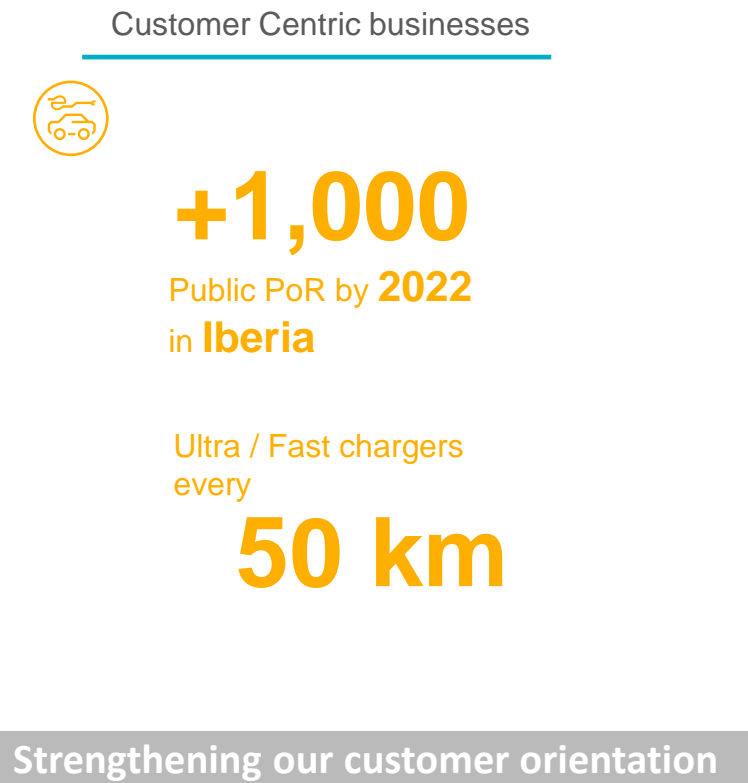 Customer Centric businesses
+1,000
Public PoR by 2022
in Iberia
Ultra / Fast chargers
every
50 km
Strengthening our customer orientation